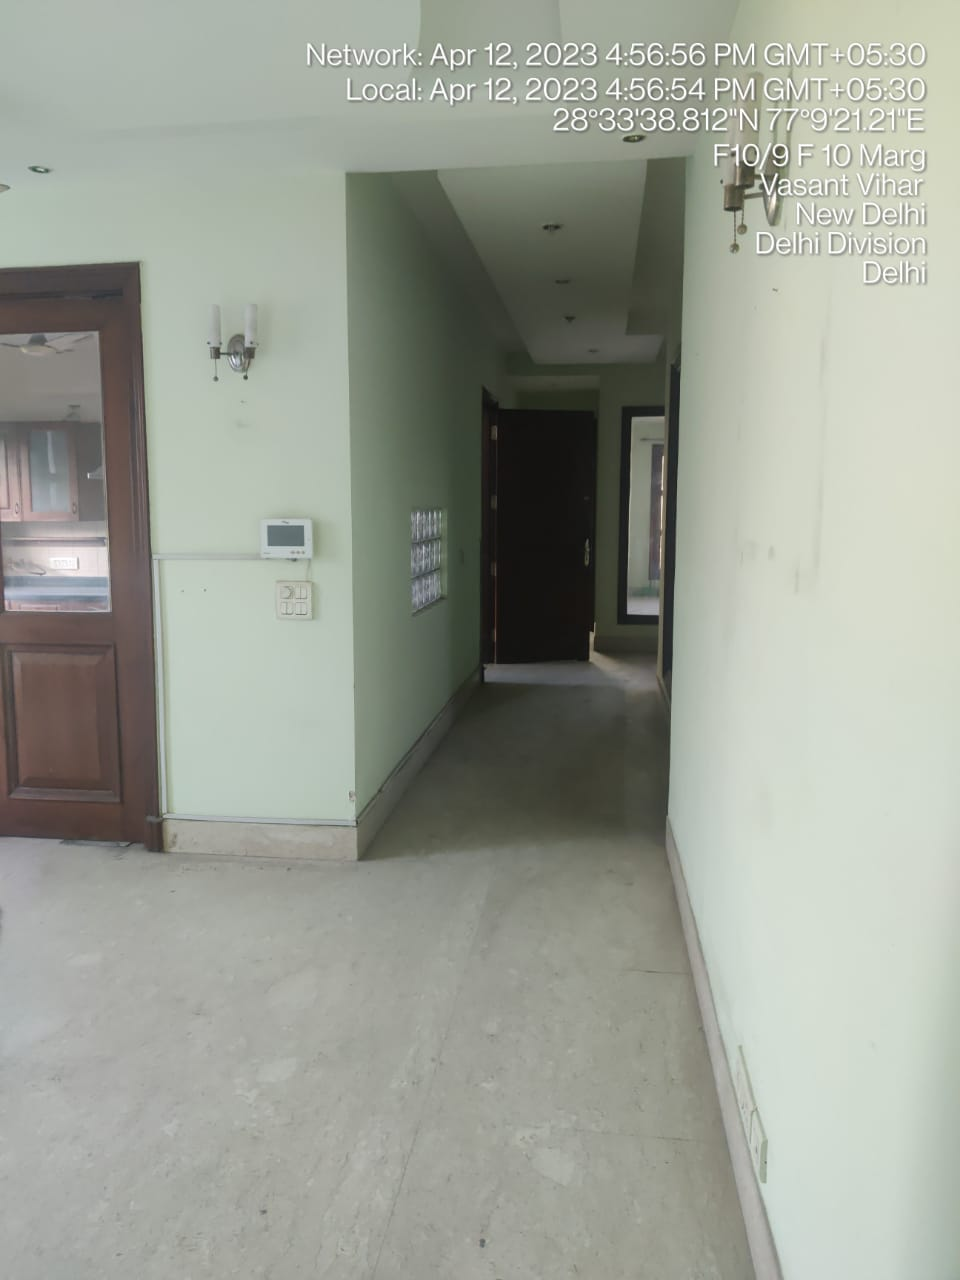 Network: Apr 12, 2023 4:56:56 PM GMT+05:30
Local: Apr 12, 2023 4:56:54 PM GMT+05:30
28°33'38.812"N 77°9'21.21"E
F10/9 F 10 Marg
Vasant Vihar
New Delhi
Delhi Division
Delhi